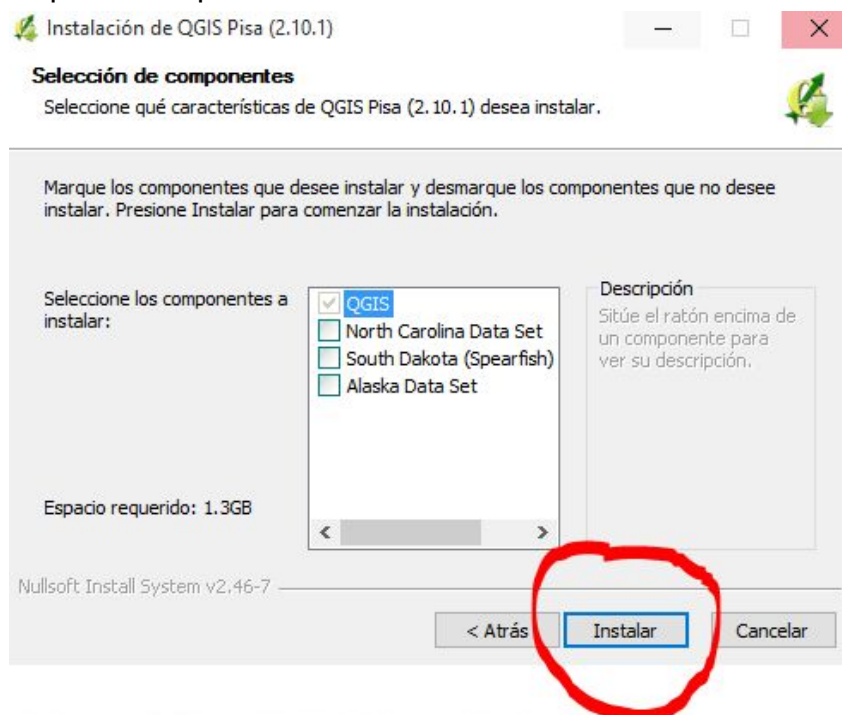 Instalación de QGIS Pisa (2.10.1)
Selección de componentes
Seleccione qué características de QGIS Pisa (2.10.1) desea instalar.
Marque los componentes que desee instalar y desmarque los componentes que no desee
instalar. Presione Instalar para comenzar la instalación.
Seleccione los componentes a
instalar:
QGIS
North Carolina Data Set
South Dakota (Spearfish)
Alaska Data Set
Descripción
Sitúe el ratón encima de
un componente para
ver su descripción.
Espacio requerido: 1.3GB
Nullsoft Install System v2.46-7
< Atrás Instalar Cancelar